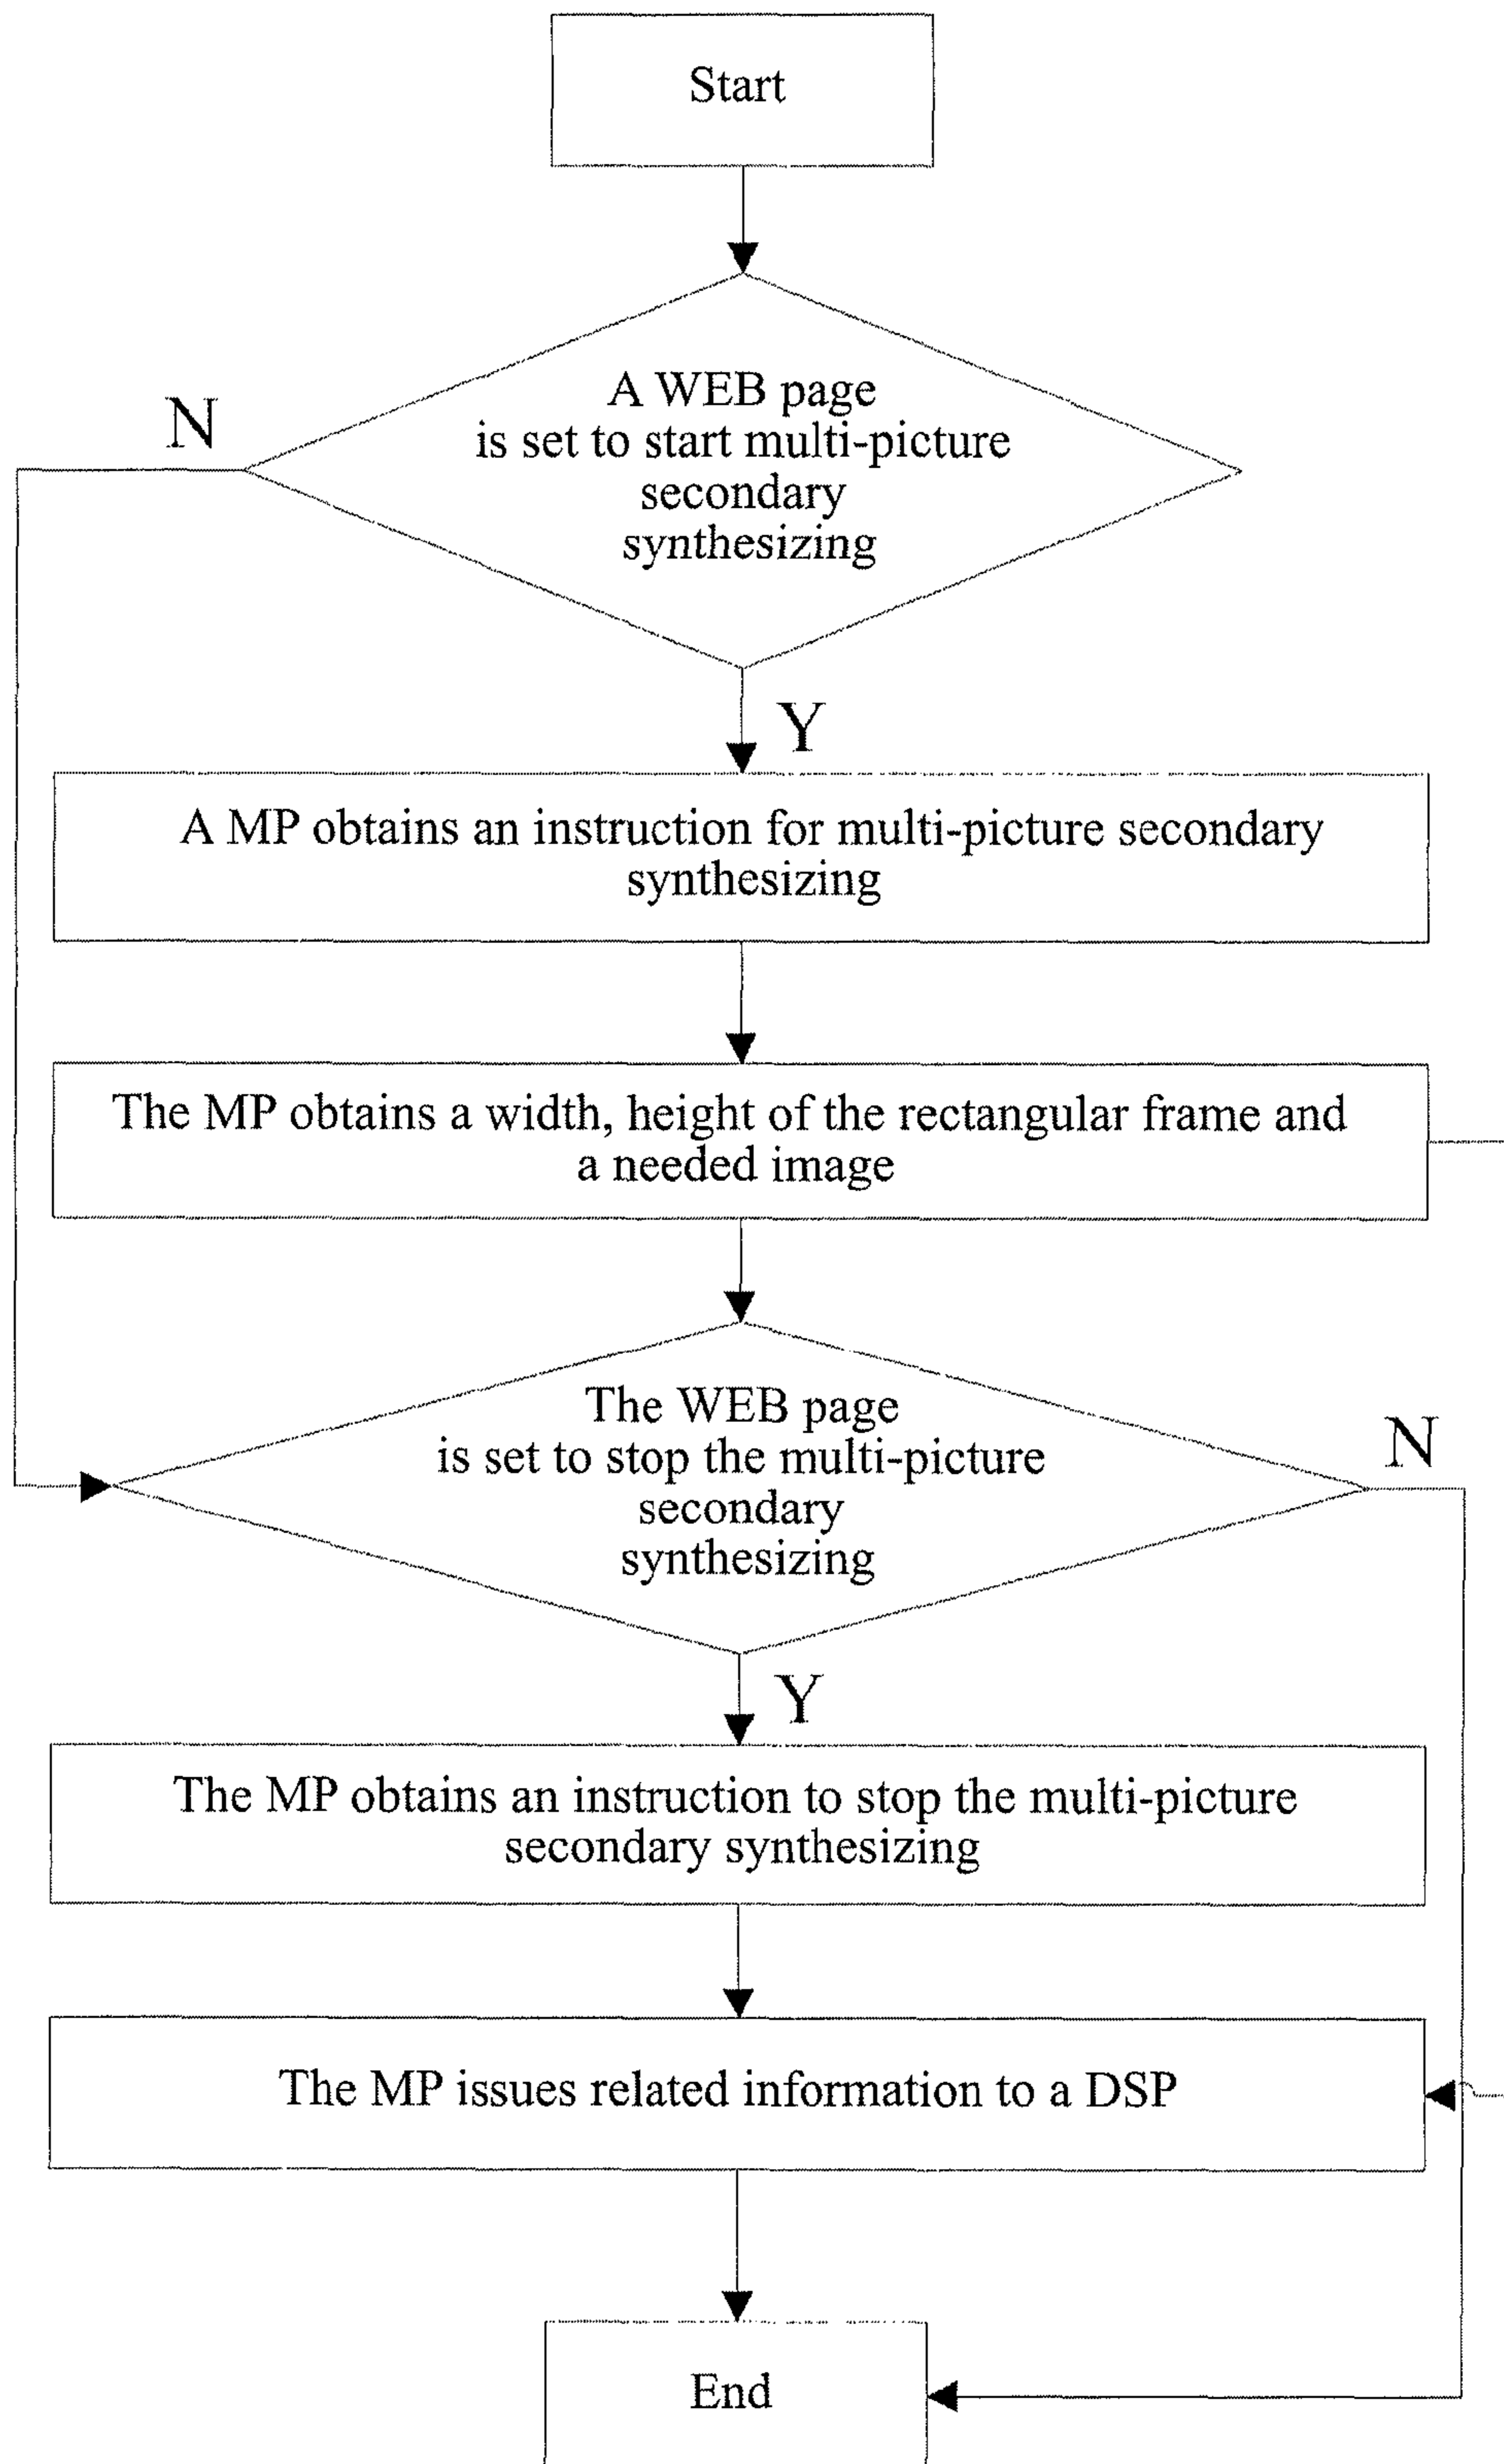 Start
A WEB page
is set to start multi-picture
secondary
synthesizing
N
Y
A MP obtains an instruction for multi-picture secondary
synthesizing
The MP obtains a width, height of the rectangular frame and
a needed image
The WEB page
is set to stop the multi-picture
secondary
synthesizing
N
Y
The MP obtains an instruction to stop the multi-picture
secondary synthesizing
The MP issues related information to a DSP
End